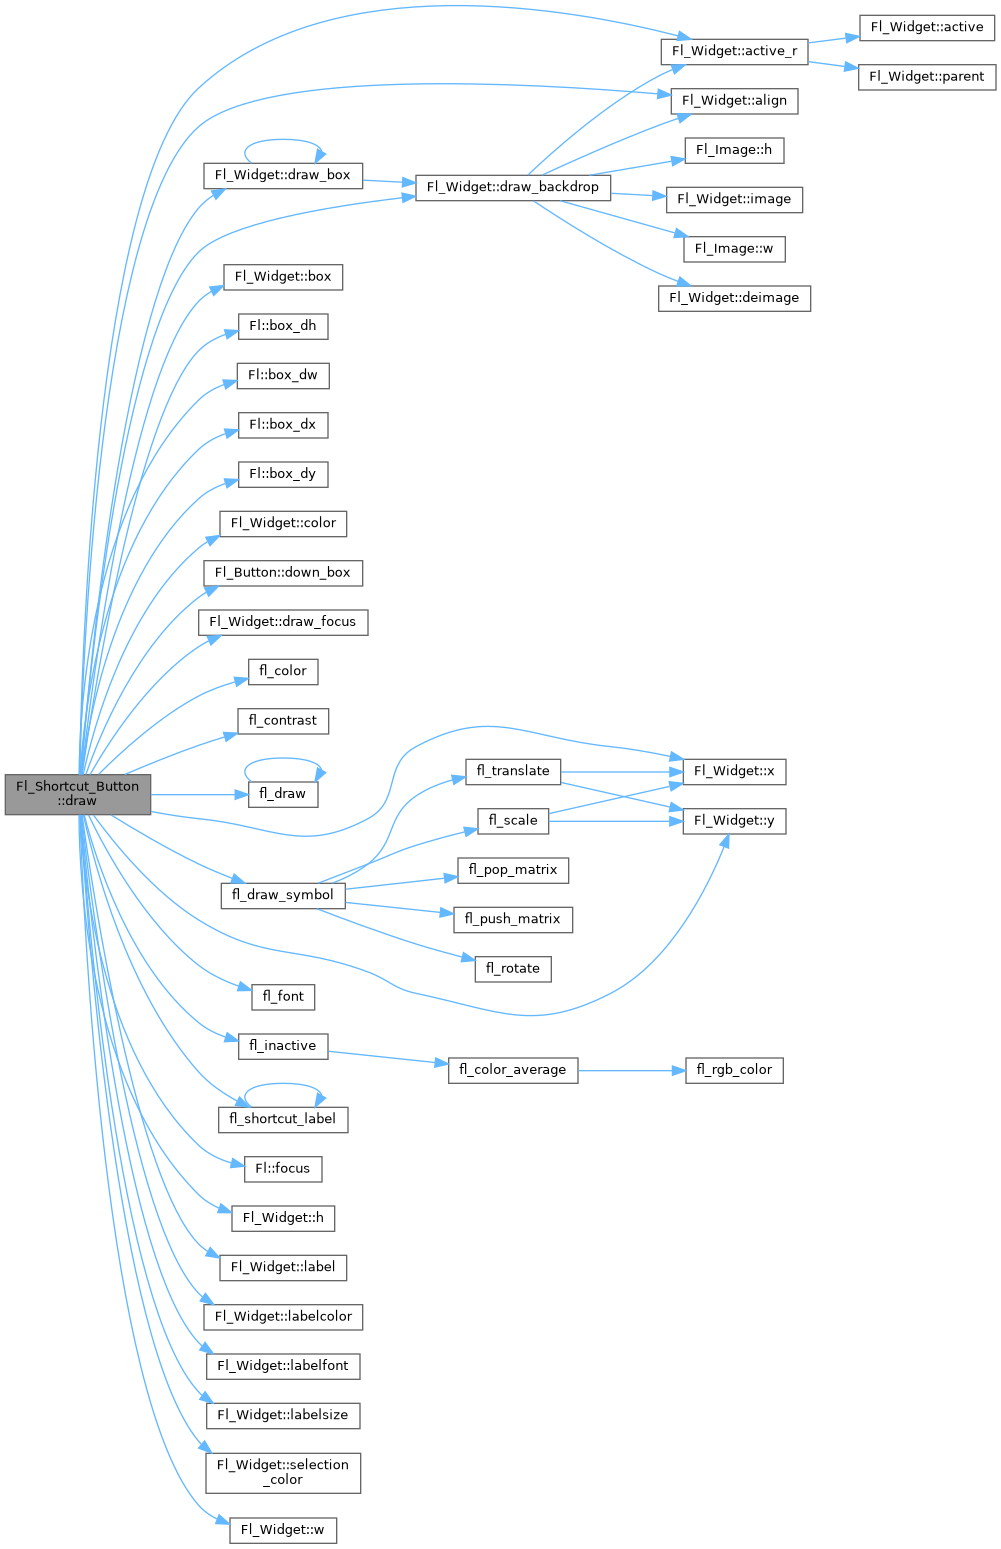 Fl_Shortcut_Button
::draw
Fl_Widget::active_r
Fl_Widget::active
Fl_Widget::parent
Fl_Widget::align
Fl_Widget::draw_box
Fl_Widget::draw_backdrop
Fl_Image::h
Fl_Widget::image
Fl_Image::w
Fl_Widget::deimage
Fl_Widget::box
Fl::box_dh
Fl::box_dw
Fl::box_dx
Fl::box_dy
Fl_Widget::color
Fl_Button::down_box
Fl_Widget::draw_focus
fl_color
fl_contrast
fl_draw
fl_draw_symbol
fl_translate
Fl_Widget::x
fl_scale
Fl_Widget::y
fl_pop_matrix
fl_push_matrix
fl_rotate
fl_font
fl_inactive
fl_color_average
fl_rgb_color
fl_shortcut_label
Fl::focus
Fl_Widget::h
Fl_Widget::label
Fl_Widget::labelcolor
Fl_Widget::labelfont
Fl_Widget::labelsize
Fl_Widget::selection
_color
Fl_Widget::w